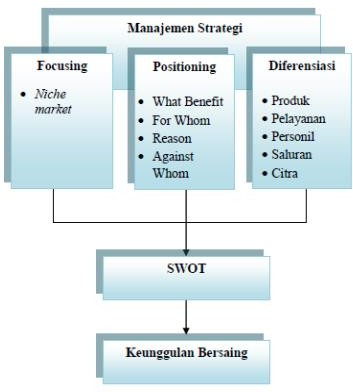 Manajemen Strategi
Focusing
• Niche
market
Positioning
• What Benefit
• For Whom
• Reason
• Against
Whom
Diferensiasi
• Produk
• Pelayanan
• Personil
• Saluran
• Citra
SWOT
Keunggulan Bersaing